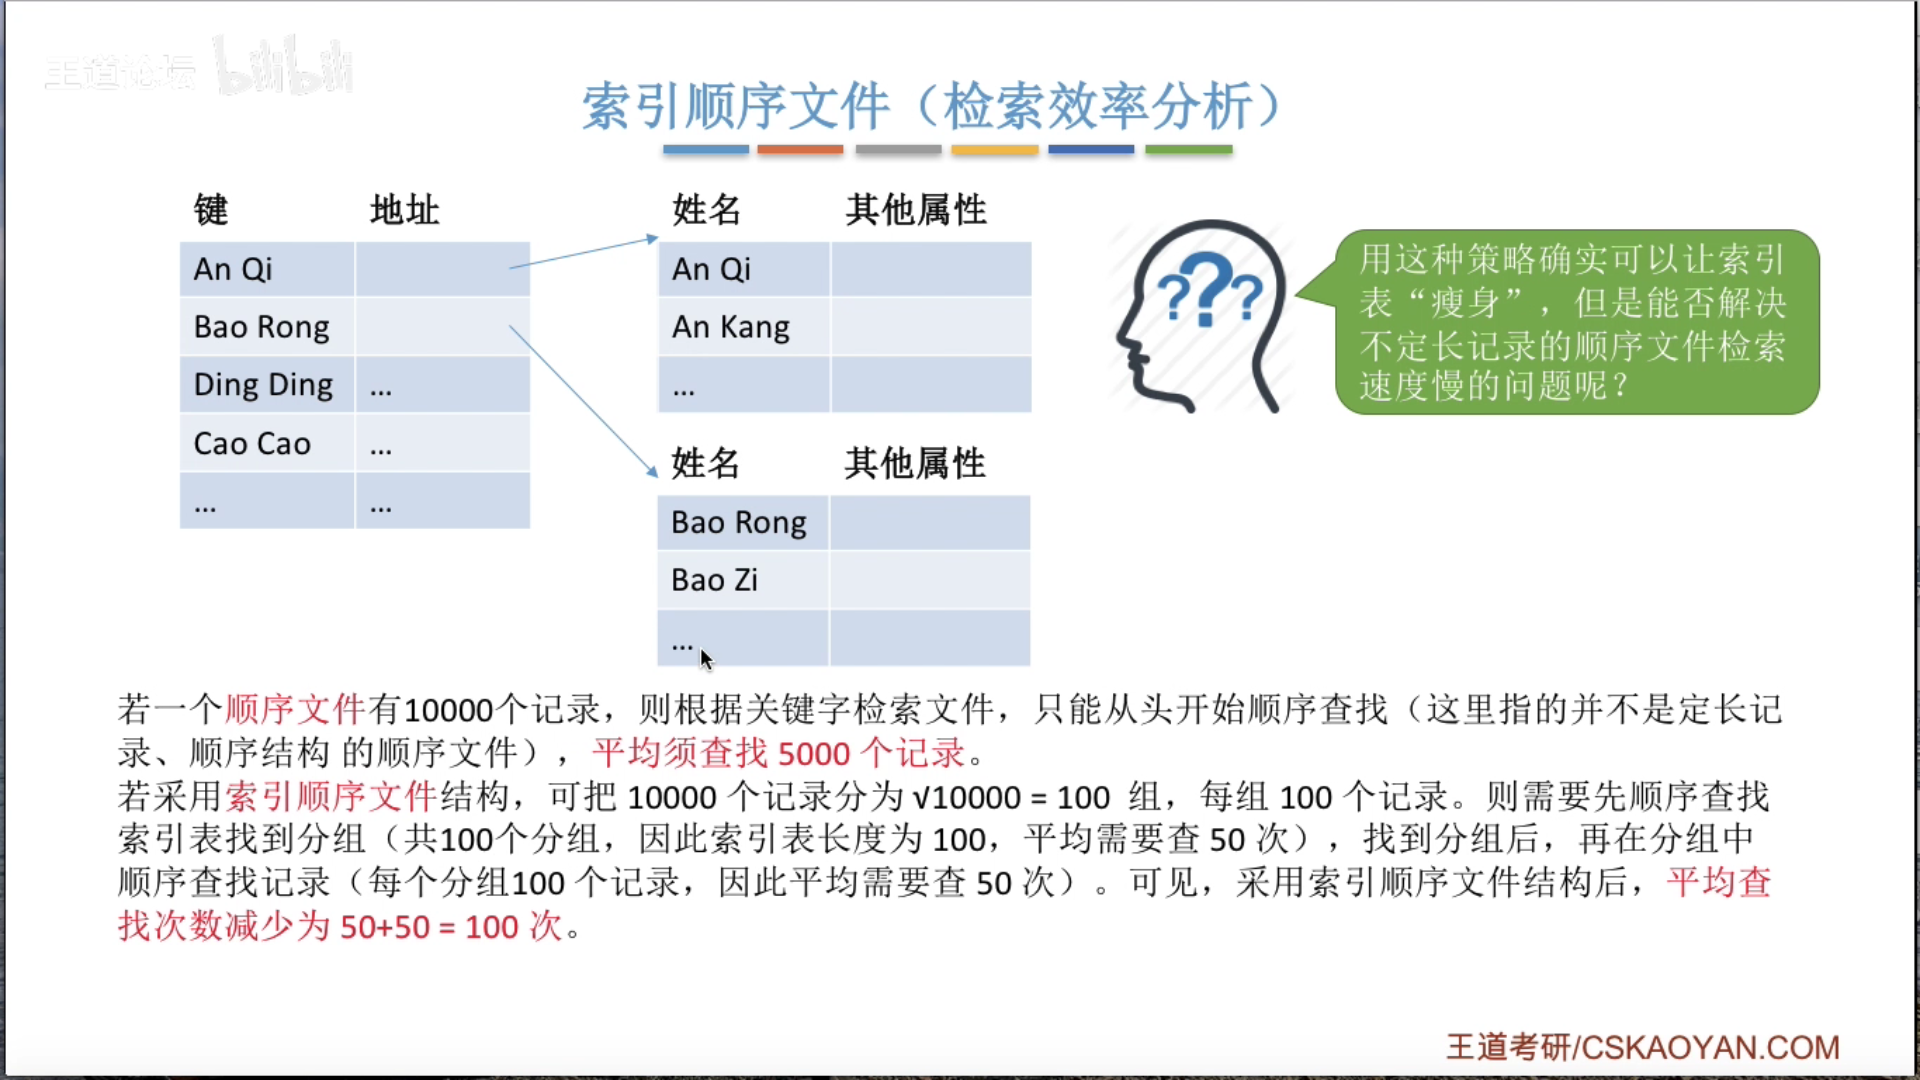 王道论坛 bilibili
索引顺序文件（检索效率分析）
键 地址
An Qi
Bao Rong
Ding Ding ...
Cao Cao ...
... ...
姓名 其他属性
An Qi
An Kang
...
姓名 其他属性
Bao Rong
Bao Zi
...
???
用这种策略确实可以让索引
表“瘦身”，但是能否解决
不定长记录的顺序文件检索
速度慢的问题呢？
若一个顺序文件有10000个记录，则根据关键字检索文件，只能从头开始顺序查找（这里指的并不是定长记
录、顺序结构 的顺序文件），平均须查找 5000 个记录。
若采用索引顺序文件结构，可把 10000 个记录分为 √10000 = 100 组，每组 100 个记录。则需要先顺序查找
索引表找到分组（共100个分组，因此索引表长度为 100，平均需要查 50 次），找到分组后，再在分组中
顺序查找记录（每个分组100 个记录，因此平均需要查 50 次）。可见，采用索引顺序文件结构后，平均查
找次数减少为 50+50 = 100 次。
王道考研/CSKAOYAN.COM